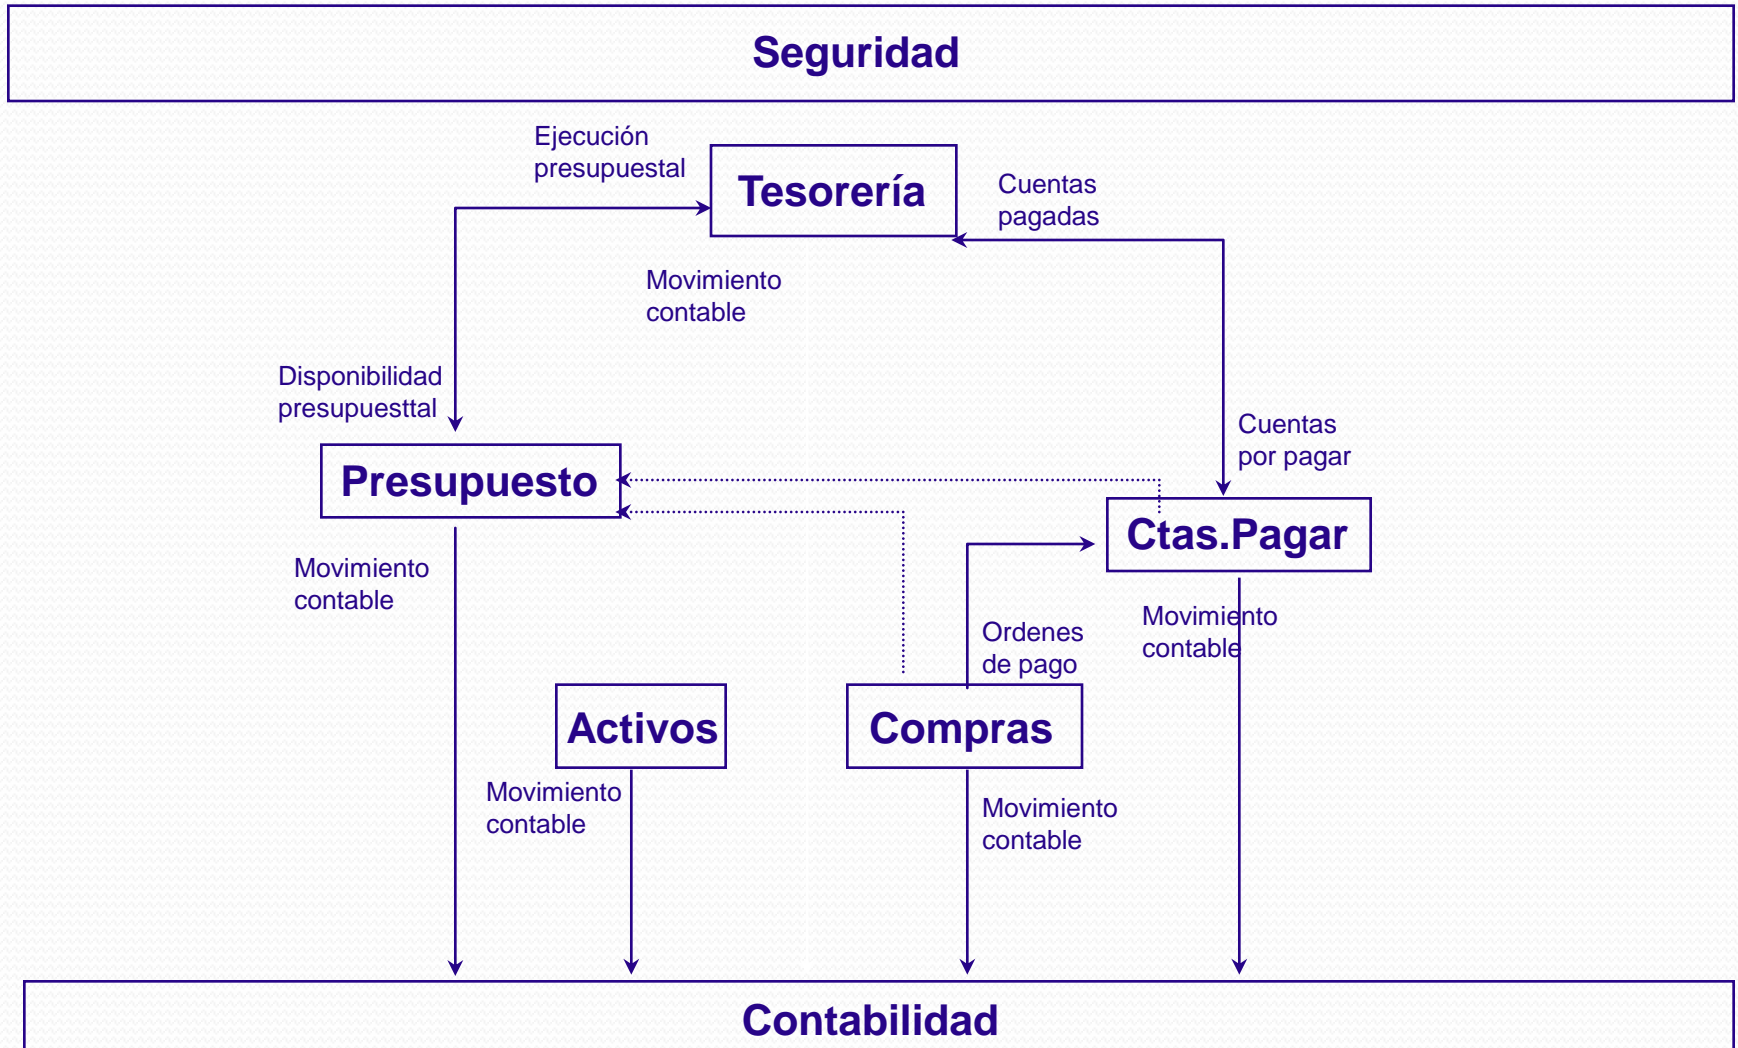 Seguridad
Ejecución
presupuestal
Tesorería
Cuentas
pagadas
Movimiento
contable
Disponibilidad
presupuesttal
Cuentas
por pagar
Presupuesto
Ctas.Pagar
Movimiento
contable
Movimiento
contable
Ordenes
de pago
Activos
Compras
Movimiento
contable
Movimiento
contable
Contabilidad